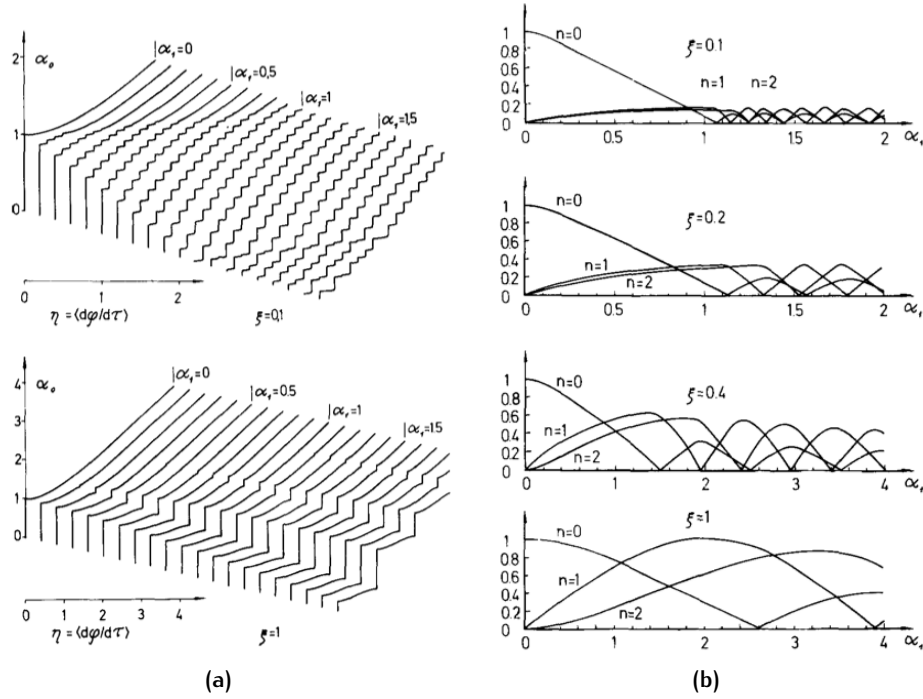 α₀
2
1
0
|α₁=0
|α₁=0,5
|α₁=1
|α₁=1,5
0 1 2
η = ⟨dφ/dτ⟩ ξ=0,1
α₀
4
3
2
1
0
|α₁=0
|α₁=0.5
|α₁=1
|α₁=1.5
0 1 2 3 4
η = ⟨dφ/dτ⟩ ξ=1
(a)
1
0.8
0.6
0.4
0.2
0
n=0
ξ=0.1
n=1 n=2
0 0.5 1 1.5 2 α₁
1
0.8
0.6
0.4
0.2
0
n=0
ξ=0.2
n=1
n=2
0 0.5 1 1.5 2 α₁
1
0.8
0.6
0.4
0.2
0
n=0
ξ=0.4
n=1
n=2
0 1 2 3 4 α₁
1
0.8
0.6
0.4
0.2
0
n=0
ξ=1
n=1
n=2
0 1 2 3 4 α₁
(b)